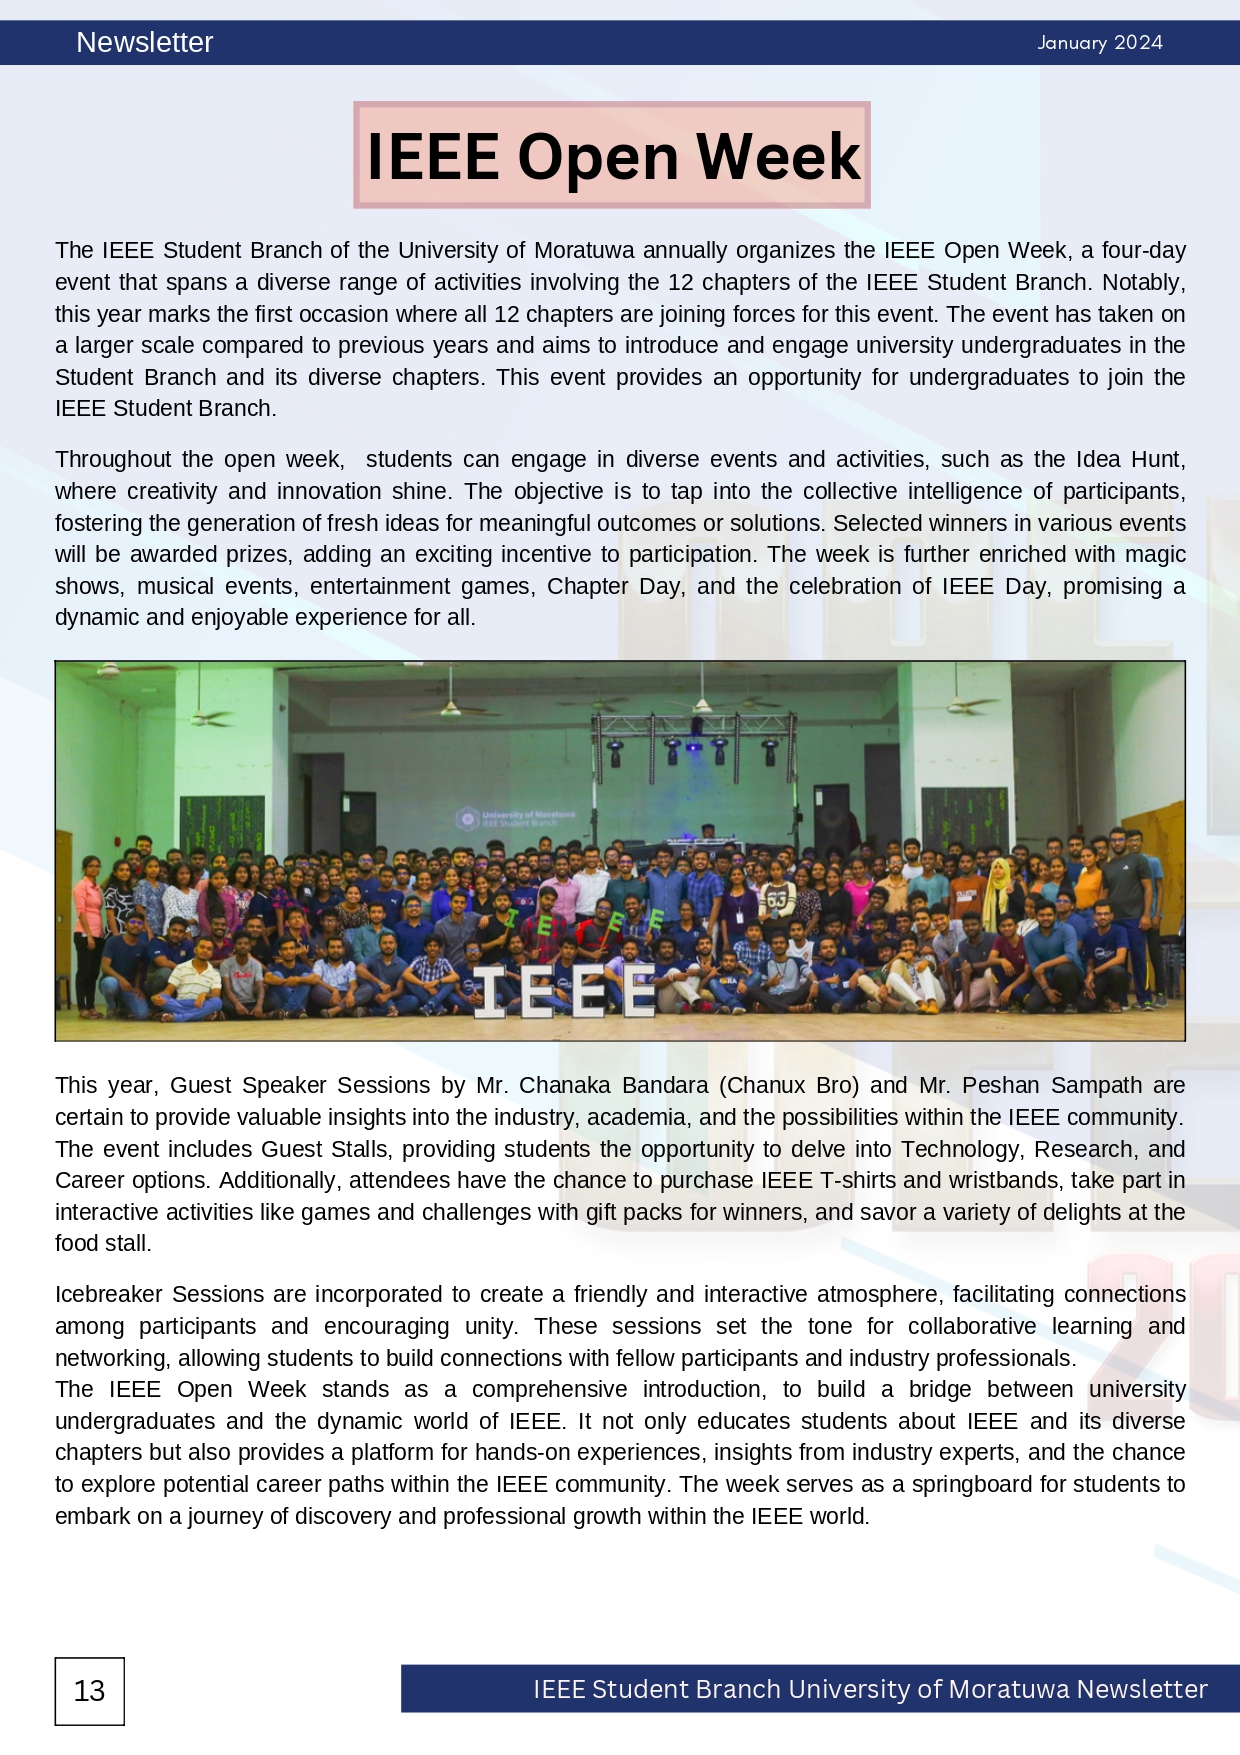 Newsletter
January 2024
IEEE Open Week
The IEEE Student Branch of the University of Moratuwa annually organizes the IEEE Open Week, a four-day
event that spans a diverse range of activities involving the 12 chapters of the IEEE Student Branch. Notably,
this year marks the first occasion where all 12 chapters are joining forces for this event. The event has taken on
a larger scale compared to previous years and aims to introduce and engage university undergraduates in the
Student Branch and its diverse chapters. This event provides an opportunity for undergraduates to join the
IEEE Student Branch.
Throughout the open week,  students can engage in diverse events and activities, such as the Idea Hunt,
where creativity and innovation shine. The objective is to tap into the collective intelligence of participants,
fostering the generation of fresh ideas for meaningful outcomes or solutions. Selected winners in various events
will be awarded prizes, adding an exciting incentive to participation. The week is further enriched with magic
shows, musical events, entertainment games, Chapter Day, and the celebration of IEEE Day, promising a
dynamic and enjoyable experience for all.
University of Moratuwa
IEEE Student Branch
I E E E
I E E E
This year, Guest Speaker Sessions by Mr. Chanaka Bandara (Chanux Bro) and Mr. Peshan Sampath are
certain to provide valuable insights into the industry, academia, and the possibilities within the IEEE community.
The event includes Guest Stalls, providing students the opportunity to delve into Technology, Research, and
Career options. Additionally, attendees have the chance to purchase IEEE T-shirts and wristbands, take part in
interactive activities like games and challenges with gift packs for winners, and savor a variety of delights at the
food stall.
Icebreaker Sessions are incorporated to create a friendly and interactive atmosphere, facilitating connections
among participants and encouraging unity. These sessions set the tone for collaborative learning and
networking, allowing students to build connections with fellow participants and industry professionals.
The IEEE Open Week stands as a comprehensive introduction, to build a bridge between university
undergraduates and the dynamic world of IEEE. It not only educates students about IEEE and its diverse
chapters but also provides a platform for hands-on experiences, insights from industry experts, and the chance
to explore potential career paths within the IEEE community. The week serves as a springboard for students to
embark on a journey of discovery and professional growth within the IEEE world.
13
IEEE Student Branch University of Moratuwa Newsletter